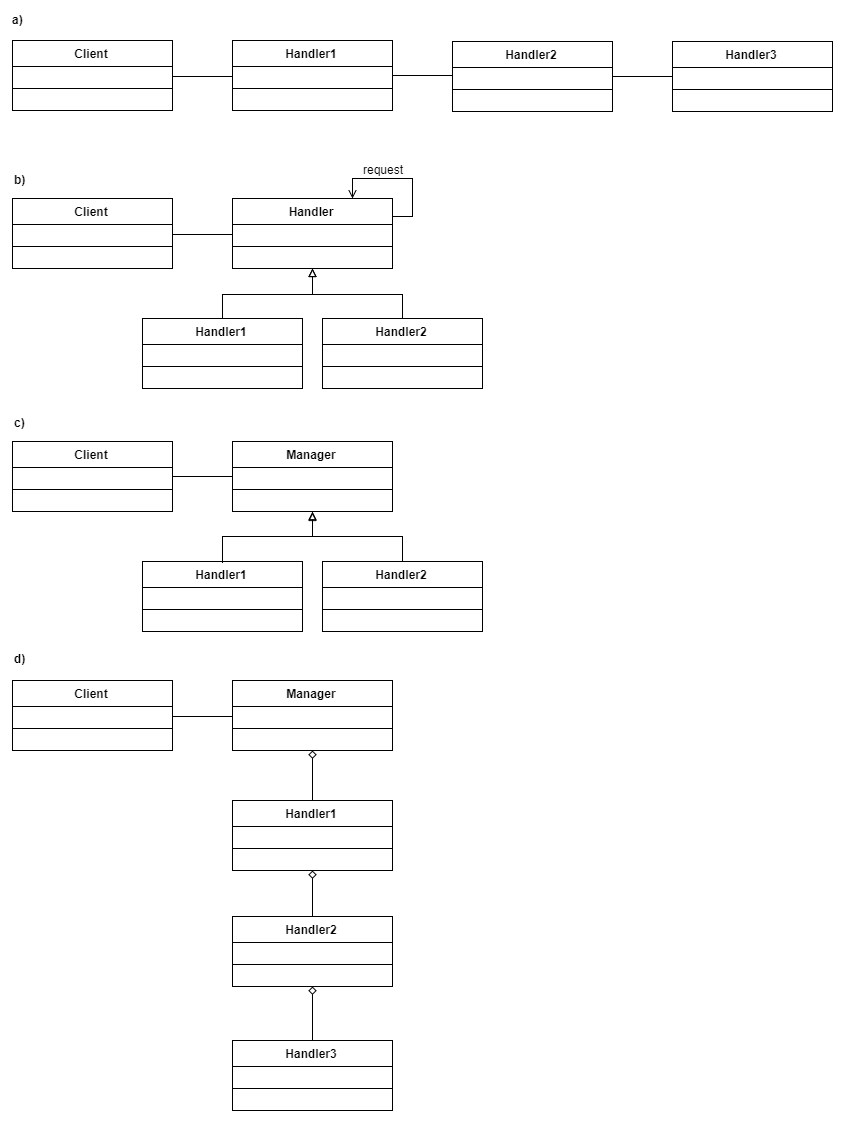 a)
Client
Handler1
Handler2
Handler3
b)
request
Client
Handler
Handler1
Handler2
c)
Client
Manager
Handler1
Handler2
d)
Client
Manager
Handler1
Handler2
Handler3